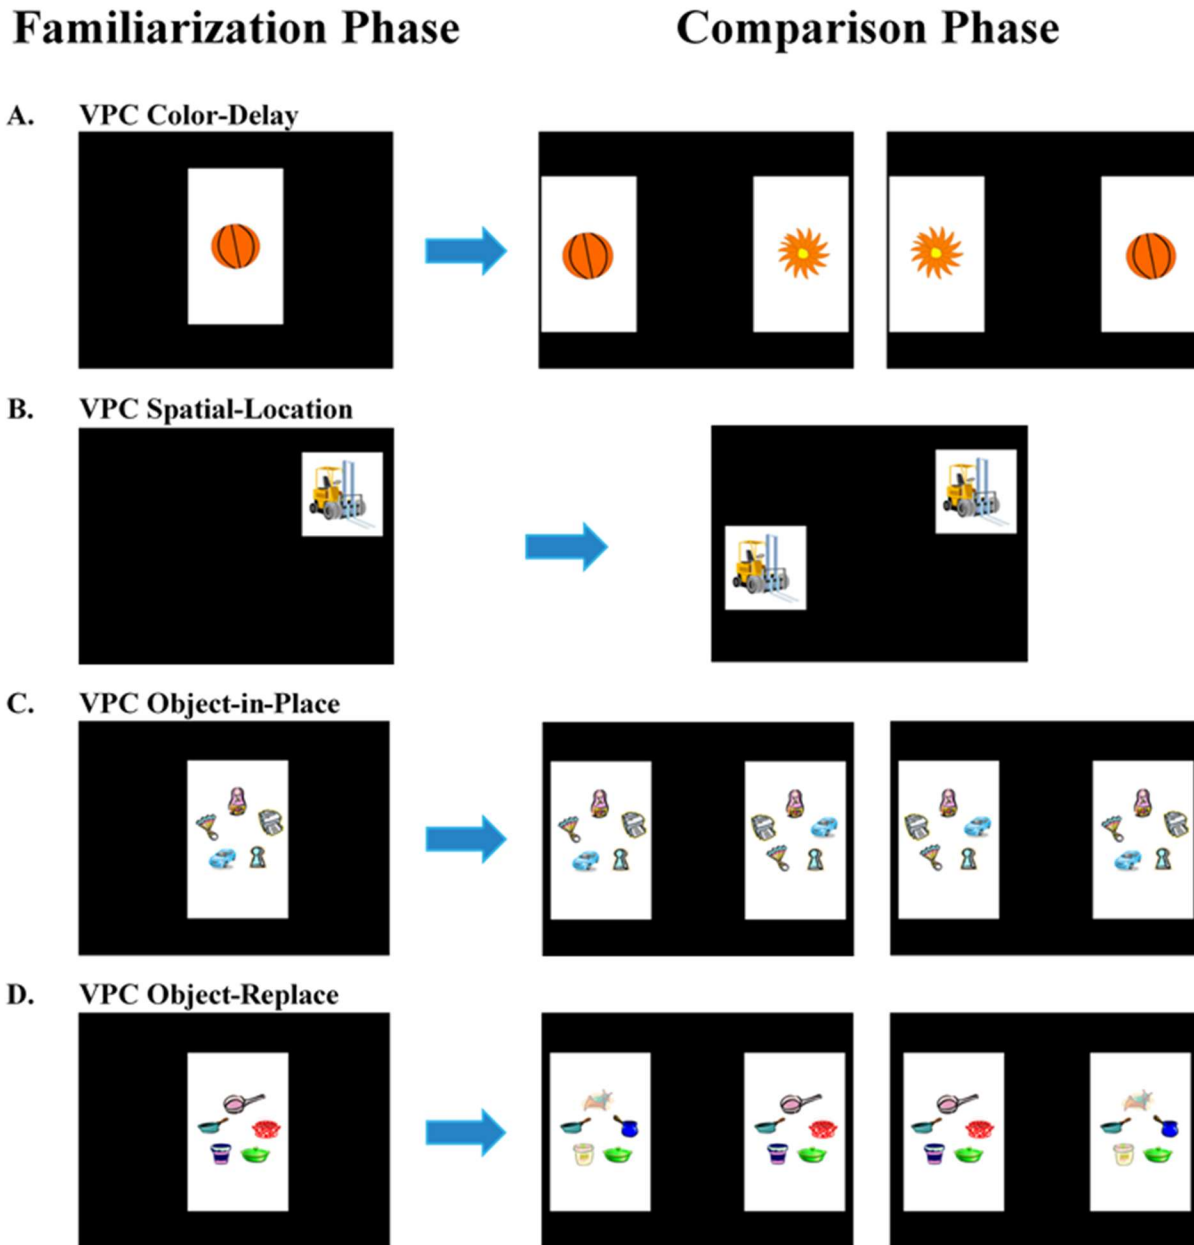 Familiarization Phase
Comparison Phase
A. VPC Color-Delay
B. VPC Spatial-Location
C. VPC Object-in-Place
D. VPC Object-Replace